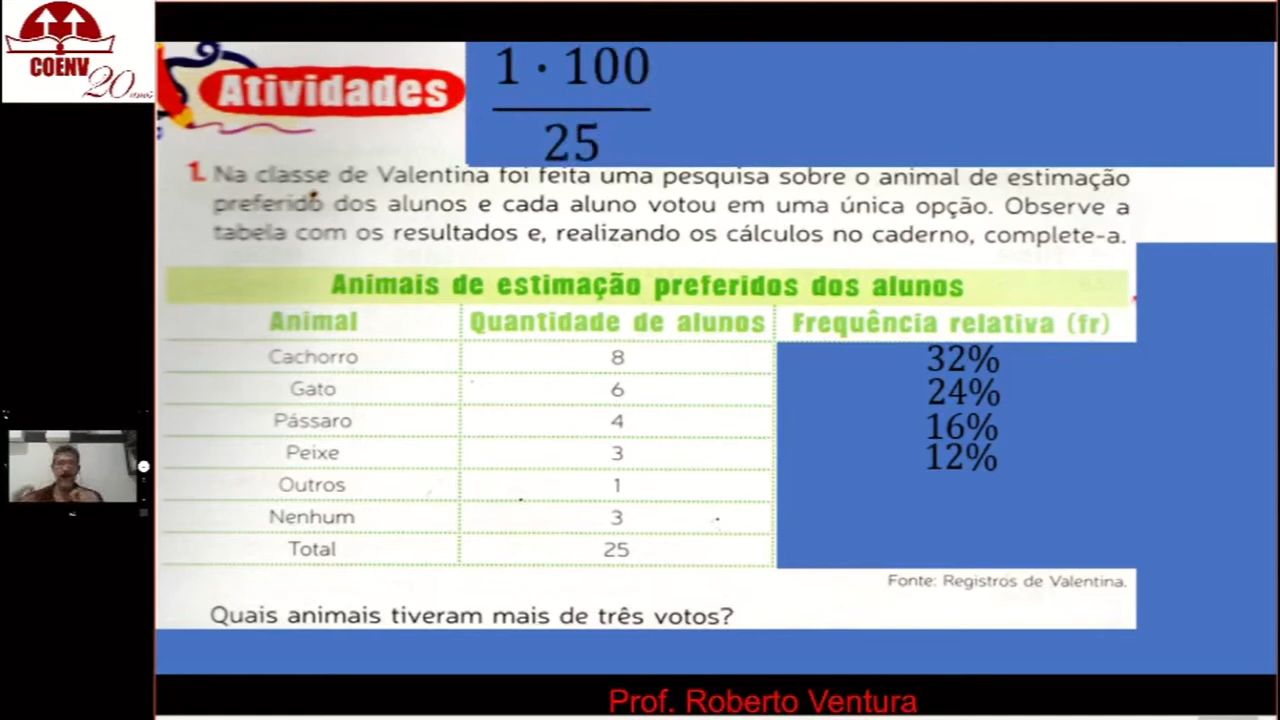 COENV
20 anos
Atividades
1 · 100
25
1. Na classe de Valentina foi feita uma pesquisa sobre o animal de estimação
preferido dos alunos e cada aluno votou em uma única opção. Observe a
tabela com os resultados e, realizando os cálculos no caderno, complete-a.
Animais de estimação preferidos dos alunos
Animal Quantidade de alunos Frequência relativa (fr)
Cachorro 8 32%
Gato 6 24%
Pássaro 4 16%
Peixe 3 12%
Outros 1
Nenhum 3
Total 25
Fonte: Registros de Valentina.
Quais animais tiveram mais de três votos?
Prof. Roberto Ventura